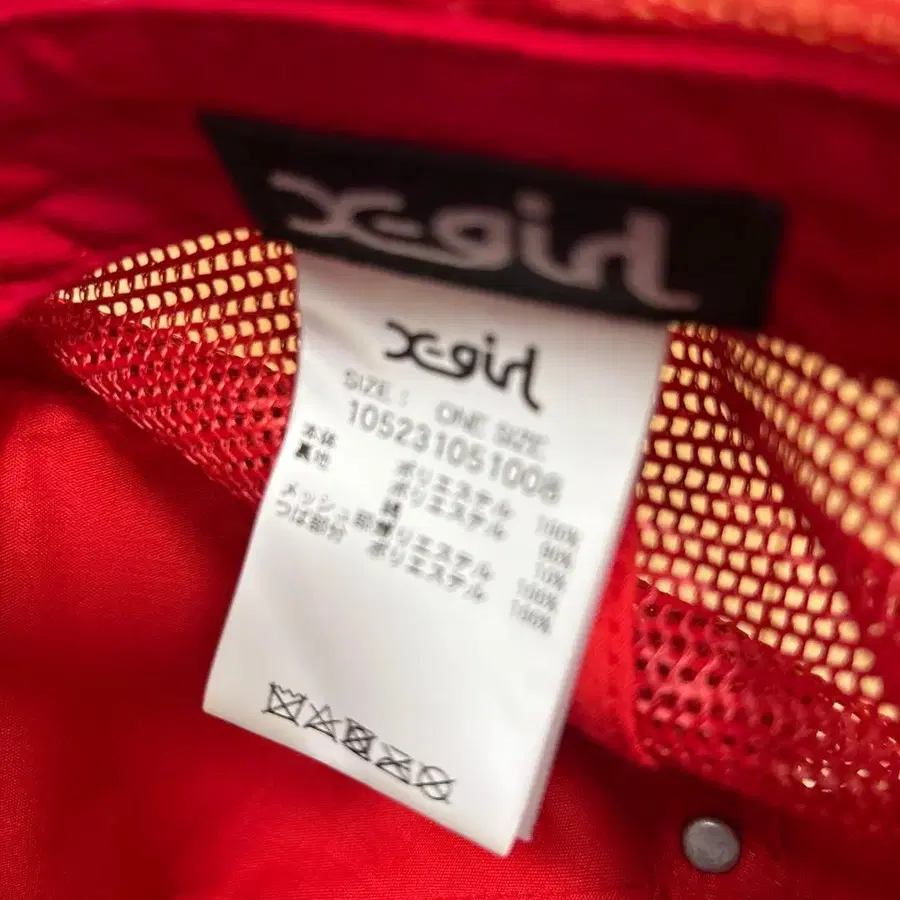 X-girl
X-girl
SIZE: ONE SIZE
105231051006
本体 ポリエステル 100%
裏地 ポリエステル 90%
綿 10%
メッシュ部分 ポリエステル 100%
つば部分 ポリエステル 100%